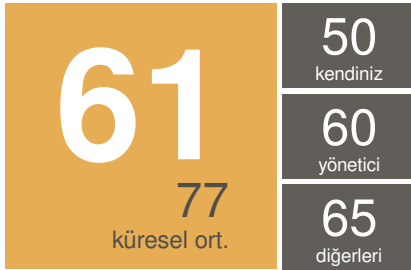 61
77
küresel ort.
50
kendiniz
60
yönetici
65
diğerleri